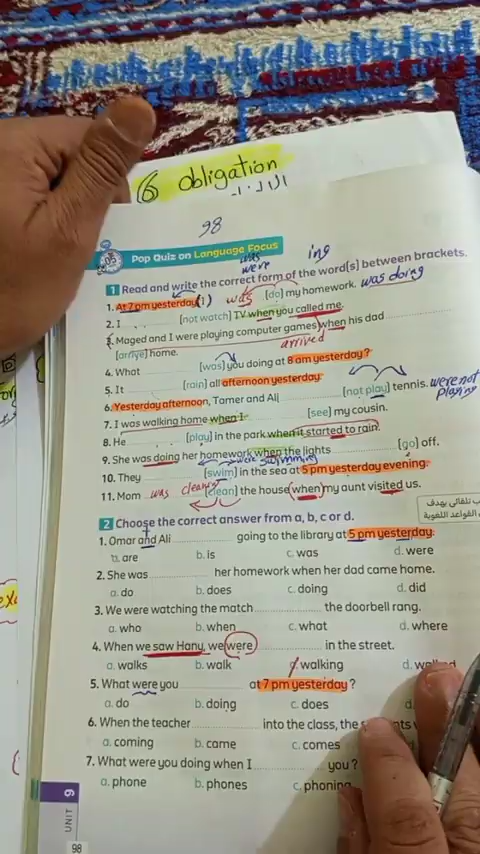 6 obligation
98
Pop Quiz on Language Focus
was ing
were
1 Read and write the correct form of the word(s) between brackets.
1. At 7 pm yesterday, I was [do] my homework. was doing
2. I [not watch] TV when you called me.
3. Maged and I were playing computer games when his dad
[arrive] home. arrived
4. What [was] you doing at 8 am yesterday?
5. It [rain] all afternoon yesterday.
6. Yesterday afternoon, Tamer and Ali [not play] tennis. were not playing
7. I was walking home when I [see] my cousin.
8. He [play] in the park when it started to rain.
9. She was doing her homework when the lights [go] off.
were swimming
10. They [swim] in the sea at 5 pm yesterday evening.
11. Mom was cleaning [clean] the house when my aunt visited us.
2 Choose the correct answer from a, b, c or d.
1. Omar and Ali going to the library at 5 pm yesterday.
a. are b. is c. was d. were
2. She was her homework when her dad came home.
a. do b. does c. doing d. did
3. We were watching the match the doorbell rang.
a. who b. when c. what d. where
4. When we saw Hany, we were in the street.
a. walks b. walk c. walking d.
5. What were you at 7 pm yesterday?
a. do b. doing c. does d.
6. When the teacher into the class, the
a. coming b. came c. comes
7. What were you doing when I you?
a. phone b. phones c. phoning
UNIT 9
98